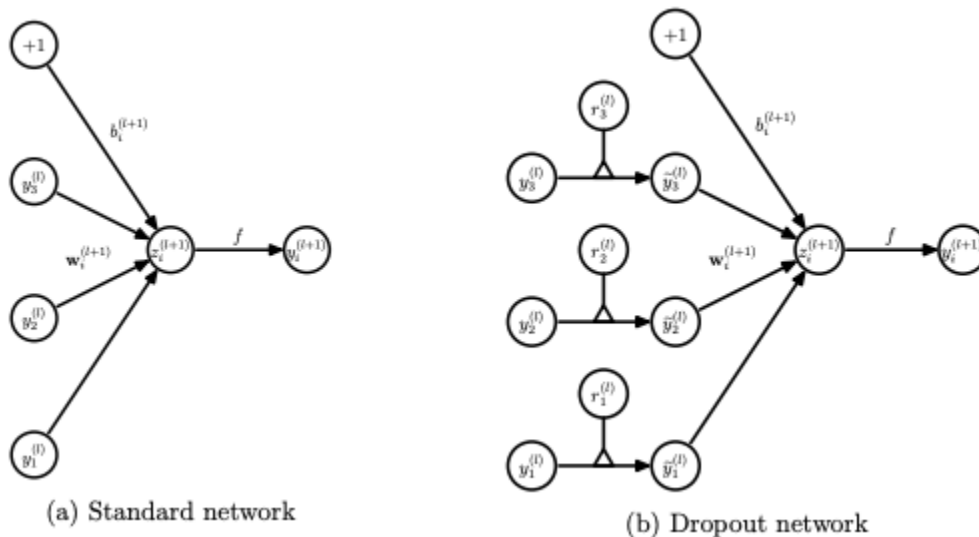 +1
b_i^{(l+1)}
y_3^{(l)}
w_i^{(l+1)}
z_i^{(l+1)}
f
y_i^{(l+1)}
y_2^{(l)}
y_1^{(l)}
(a) Standard network
+1
b_i^{(l+1)}
r_3^{(l)}
y_3^{(l)}
ỹ_3^{(l)}
r_2^{(l)}
w_i^{(l+1)}
z_i^{(l+1)}
f
y_i^{(l+1
y_2^{(l)}
ỹ_2^{(l)}
r_1^{(l)}
y_1^{(l)}
ỹ_1^{(l)}
(b) Dropout network